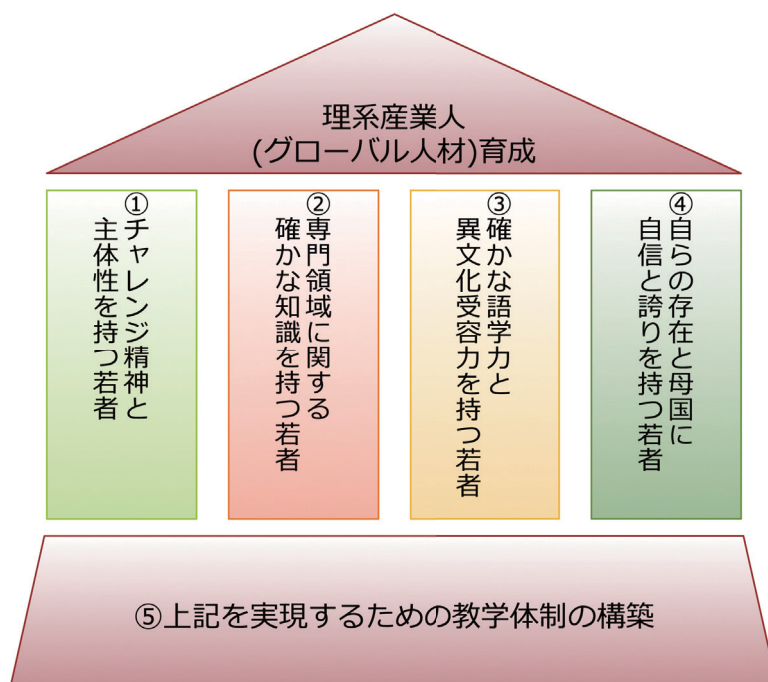 理系産業人
(グローバル人材)育成
①チャレンジ精神と
主体性を持つ若者
②専門領域に関する
確かな知識を持つ若者
③確かな語学力と
異文化受容力を持つ若者
④自らの存在と母国に
自信と誇りを持つ若者
⑤上記を実現するための教学体制の構築